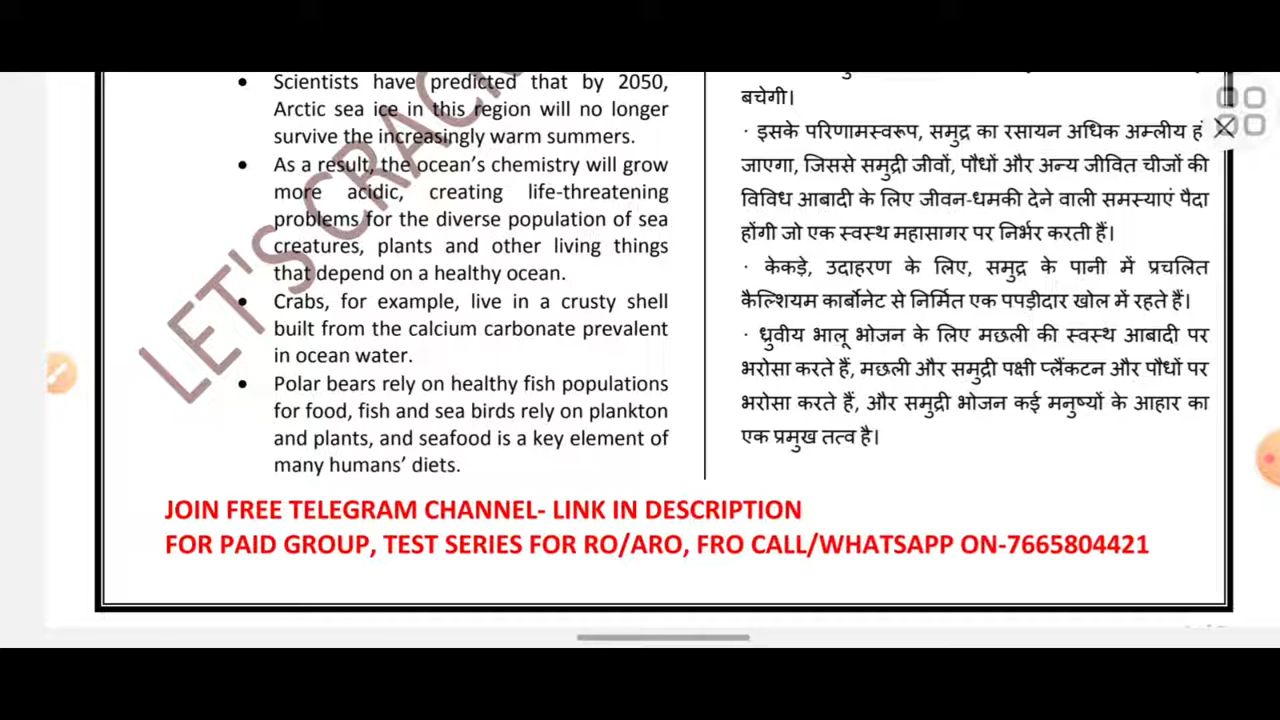 Scientists have predicted that by 2050,
Arctic sea ice in this region will no longer
survive the increasingly warm summers.
• As a result, the ocean's chemistry will grow
more acidic, creating life-threatening
problems for the diverse population of sea
creatures, plants and other living things
that depend on a healthy ocean.
• Crabs, for example, live in a crusty shell
built from the calcium carbonate prevalent
in ocean water.
• Polar bears rely on healthy fish populations
for food, fish and sea birds rely on plankton
and plants, and seafood is a key element of
many humans' diets.
बचेगी।
· इसके परिणामस्वरूप, समुद्र का रसायन अधिक अम्लीय
जाएगा, जिससे समुद्री जीवों, पौधों और अन्य जीवित चीजों की
विविध आबादी के लिए जीवन-धमकी देने वाली समस्याएं पैदा
होंगी जो एक स्वस्थ महासागर पर निर्भर करती हैं।
· केकड़े, उदाहरण के लिए, समुद्र के पानी में प्रचलित
कैल्शियम कार्बोनेट से निर्मित एक पपड़ीदार खोल में रहते हैं।
· ध्रुवीय भालू भोजन के लिए मछली की स्वस्थ आबादी पर
भरोसा करते हैं, मछली और समुद्री पक्षी प्लैंकटन और पौधों पर
भरोसा करते हैं, और समुद्री भोजन कई मनुष्यों के आहार का
एक प्रमुख तत्व है।
LET'S CRACK
JOIN FREE TELEGRAM CHANNEL- LINK IN DESCRIPTION
FOR PAID GROUP, TEST SERIES FOR RO/ARO, FRO CALL/WHATSAPP ON-7665804421